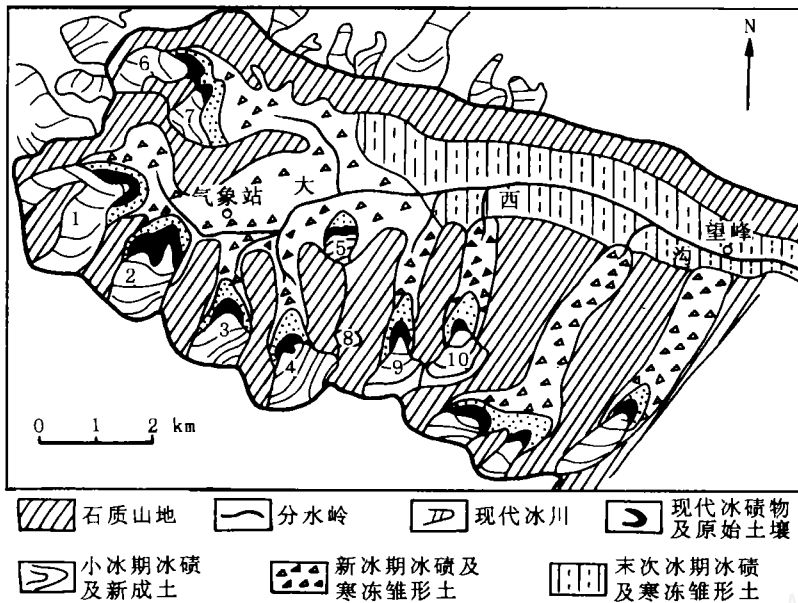 N
6
7
气象站
大
1
西
5
望峰
沟
2
3
8
4
9
10
0 1 2 km
石质山地
分水岭
现代冰川
现代冰碛物
及原始土壤
小冰期冰碛
及新成土
新冰期冰碛及
寒冻雏形土
末次冰期冰碛
及寒冻雏形土